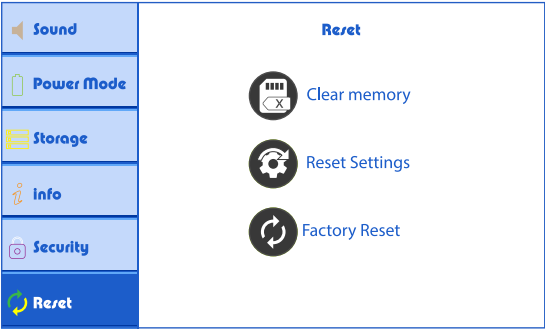 Sound
Power Mode
Storage
info
Security
Reset
Reset
X
Clear memory
Reset Settings
Factory Reset